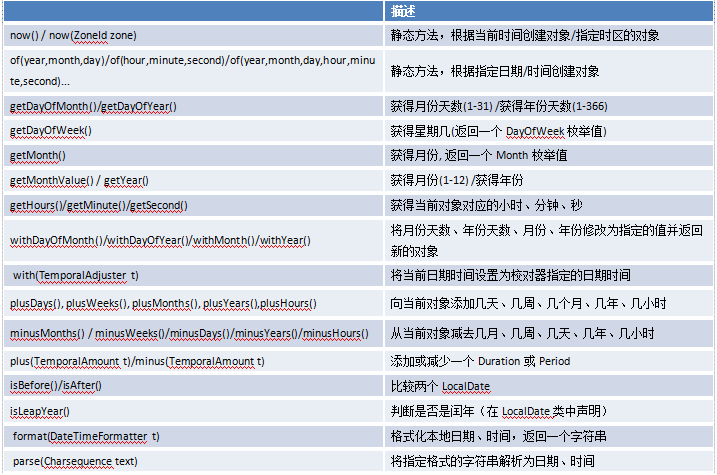 描述
now() / now(ZoneId zone) 静态方法，根据当前时间创建对象/指定时区的对象
of(year,month,day)/of(hour,minute,second)/of(year,month,day,hour,minu
te,second)... 静态方法，根据指定日期/时间创建对象
getDayOfMonth()/getDayOfYear() 获得月份天数(1-31) /获得年份天数(1-366)
getDayOfWeek() 获得星期几(返回一个 DayOfWeek 枚举值)
getMonth() 获得月份, 返回一个 Month 枚举值
getMonthValue() / getYear() 获得月份(1-12) /获得年份
getHours()/getMinute()/getSecond() 获得当前对象对应的小时、分钟、秒
withDayOfMonth()/withDayOfYear()/withMonth()/withYear() 将月份天数、年份天数、月份、年份修改为指定的值并返回
新的对象
with(TemporalAdjuster t) 将当前日期时间设置为校对器指定的日期时间
plusDays(), plusWeeks(), plusMonths(), plusYears(),plusHours() 向当前对象添加几天、几周、几个月、几年、几小时
minusMonths() / minusWeeks()/minusDays()/minusYears()/minusHours() 从当前对象减去几月、几周、几天、几年、几小时
plus(TemporalAmount t)/minus(TemporalAmount t) 添加或减少一个 Duration 或 Period
isBefore()/isAfter() 比较两个 LocalDate
isLeapYear() 判断是否是闰年（在 LocalDate 类中声明）
format(DateTimeFormatter t) 格式化本地日期、时间，返回一个字符串
parse(Charsequence text) 将指定格式的字符串解析为日期、时间